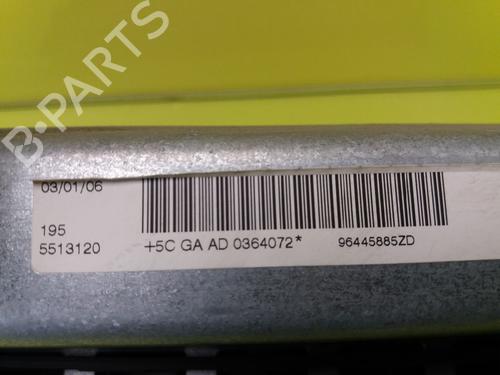 B-PARTS
03/01/06
195
5513120
+5C GA AD 0364072*
96445885ZD